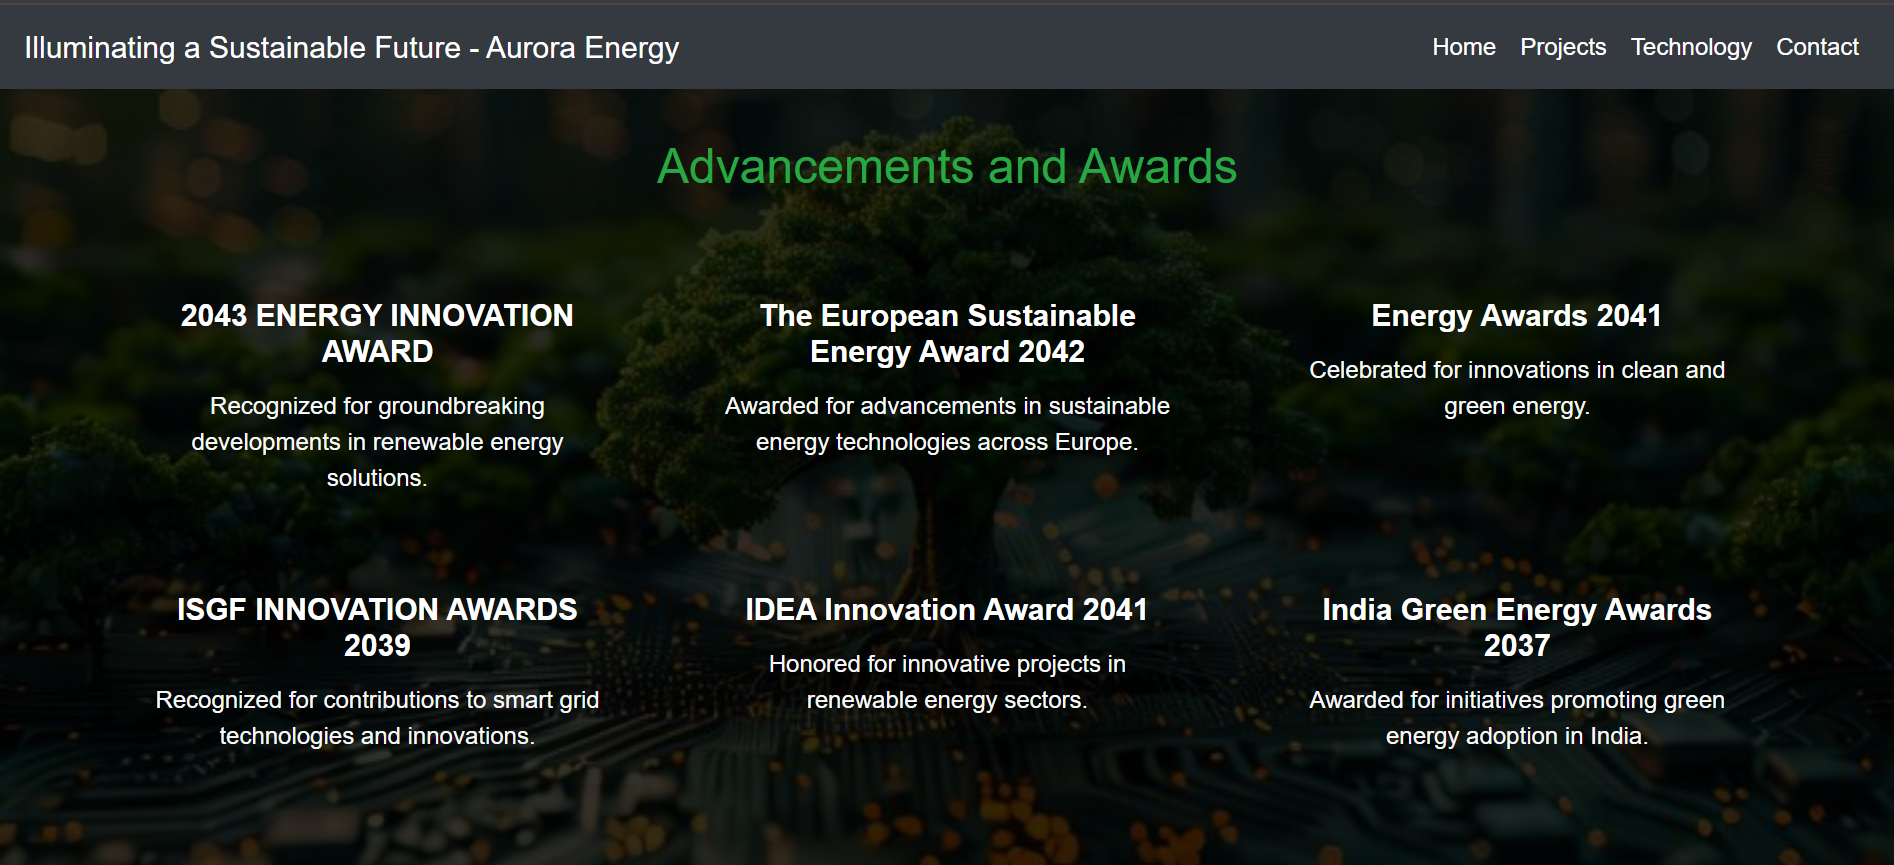 Illuminating a Sustainable Future - Aurora Energy
Home Projects Technology Contact
Advancements and Awards
2043 ENERGY INNOVATION
AWARD
Recognized for groundbreaking
developments in renewable energy
solutions.
The European Sustainable
Energy Award 2042
Awarded for advancements in sustainable
energy technologies across Europe.
Energy Awards 2041
Celebrated for innovations in clean and
green energy.
ISGF INNOVATION AWARDS
2039
Recognized for contributions to smart grid
technologies and innovations.
IDEA Innovation Award 2041
Honored for innovative projects in
renewable energy sectors.
India Green Energy Awards
2037
Awarded for initiatives promoting green
energy adoption in India.